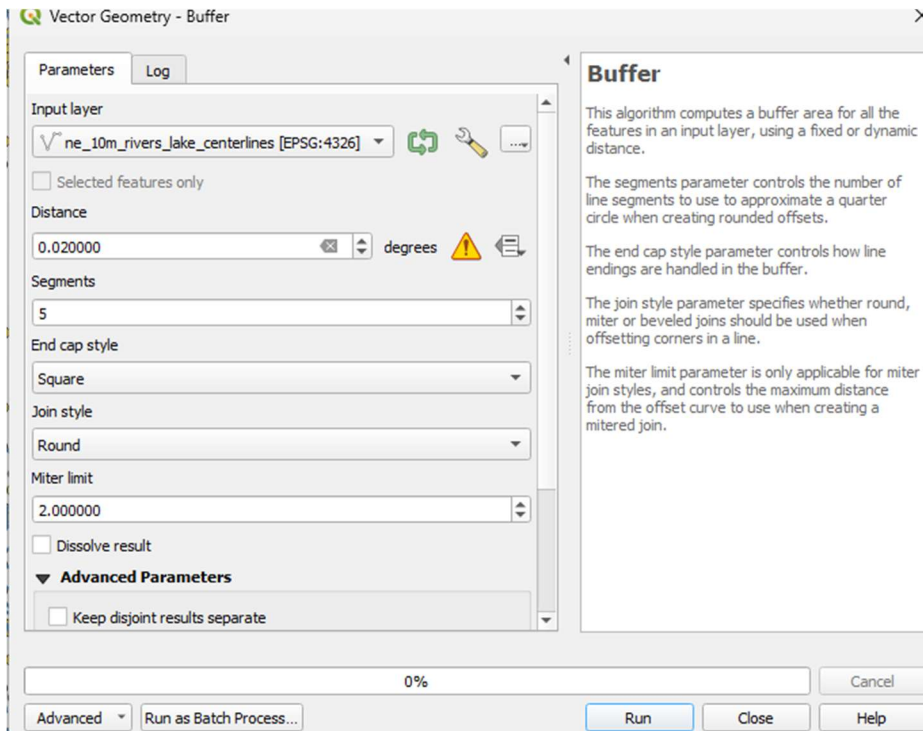 Vector Geometry - Buffer
Parameters
Log
Input layer
ne_10m_rivers_lake_centerlines [EPSG:4326]
...
Selected features only
Distance
0.020000
degrees
Segments
5
End cap style
Square
Join style
Round
Miter limit
2.000000
Dissolve result
Advanced Parameters
Keep disjoint results separate
Buffer
This algorithm computes a buffer area for all the
features in an input layer, using a fixed or dynamic
distance.
The segments parameter controls the number of
line segments to use to approximate a quarter
circle when creating rounded offsets.
The end cap style parameter controls how line
endings are handled in the buffer.
The join style parameter specifies whether round,
miter or beveled joins should be used when
offsetting corners in a line.
The miter limit parameter is only applicable for miter
join styles, and controls the maximum distance
from the offset curve to use when creating a
mitered join.
0%
Cancel
Advanced
Run as Batch Process...
Run
Close
Help